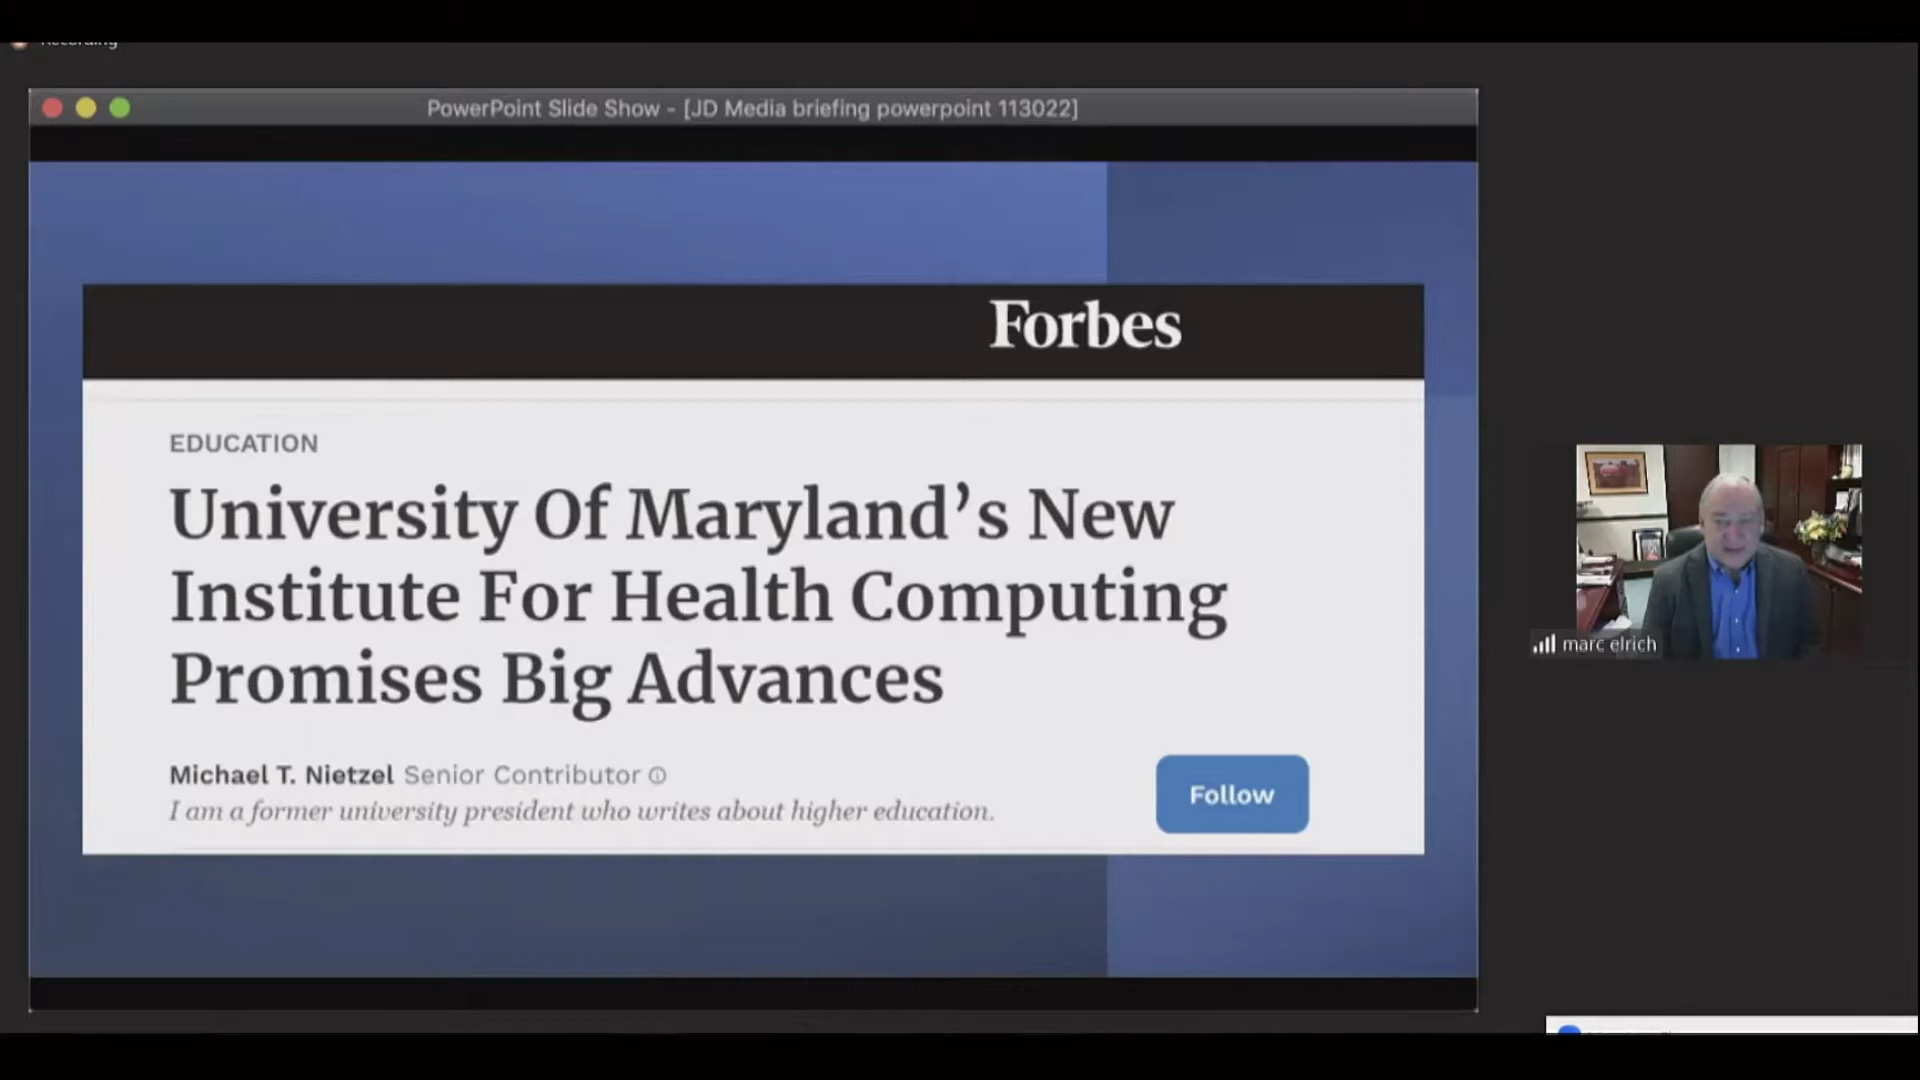 Recording
PowerPoint Slide Show - [JD Media briefing powerpoint 113022]
Forbes
EDUCATION
University Of Maryland’s New
Institute For Health Computing
Promises Big Advances
Michael T. Nietzel Senior Contributor
I am a former university president who writes about higher education.
Follow
marc elrich